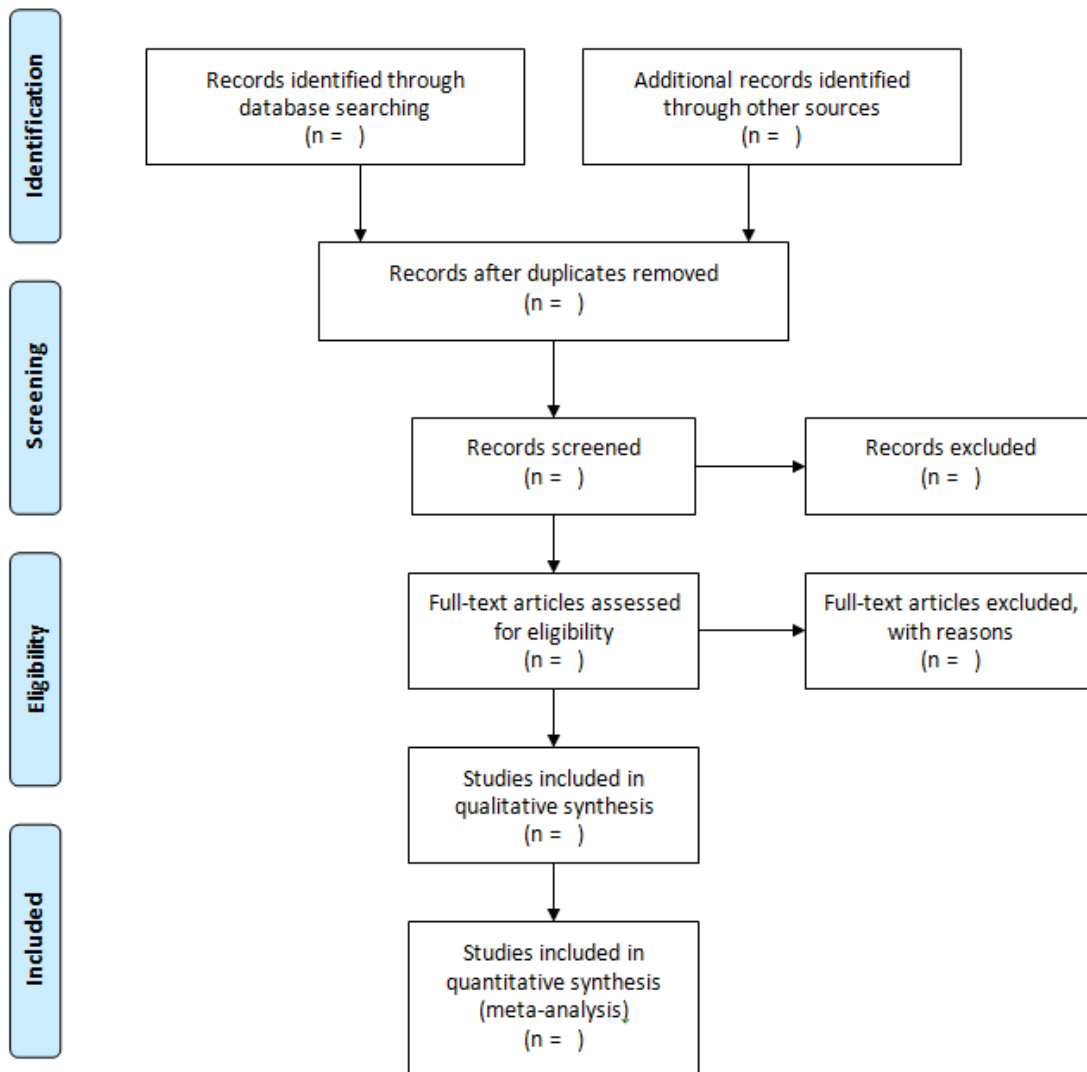 Identification
Records identified through
database searching
(n =   )
Additional records identified
through other sources
(n =   )
Records after duplicates removed
(n =   )
Screening
Records screened
(n =   )
Records excluded
(n =   )
Eligibility
Full-text articles assessed
for eligibility
(n =   )
Full-text articles excluded,
with reasons
(n =   )
Studies included in
qualitative synthesis
(n =   )
Included
Studies included in
quantitative synthesis
(meta-analysis)
(n =   )